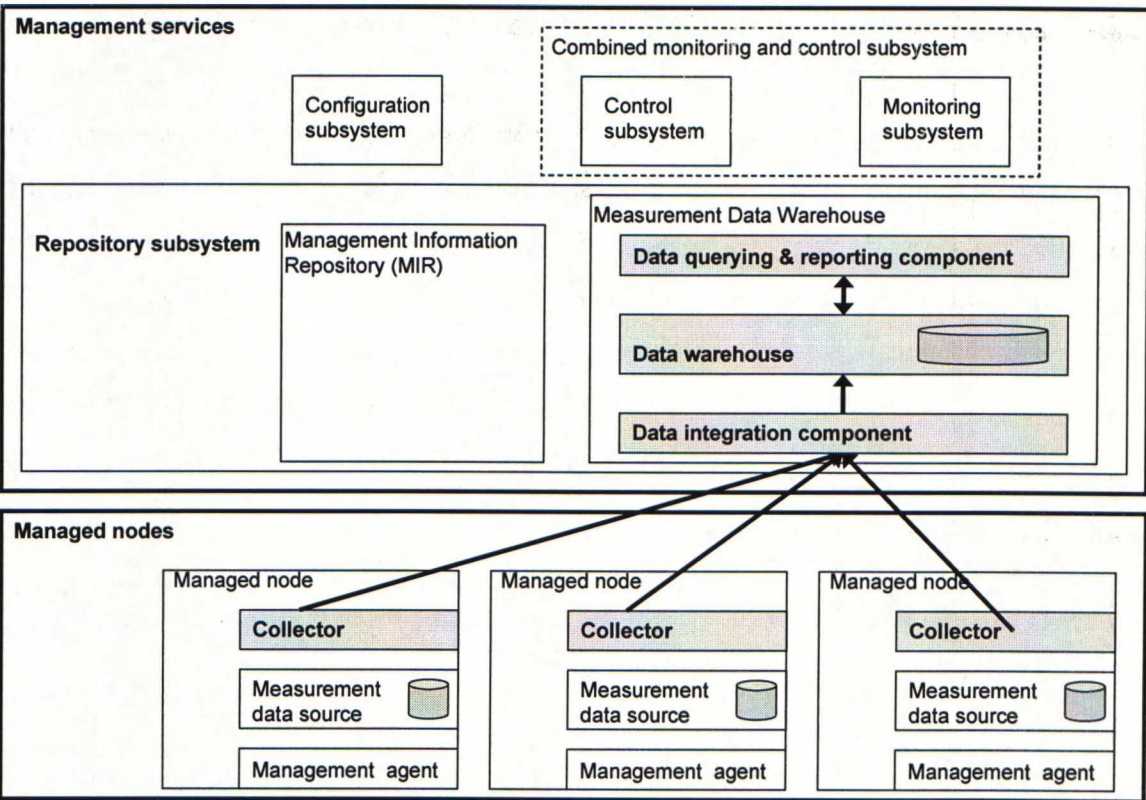 Management services
Combined monitoring and control subsystem
Configuration
subsystem
Control
subsystem
Monitoring
subsystem
Repository subsystem
Management Information
Repository (MIR)
Measurement Data Warehouse
Data querying & reporting component
Data warehouse
Data integration component
Managed nodes
Managed node
Collector
Measurement
data source
Management agent
Managed node
Collector
Measurement
data source
Management agent
Managed node
Collector
Measurement
data source
Management agent